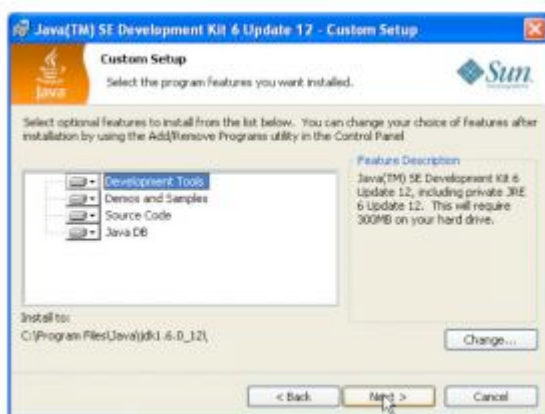 Java(TM) SE Development Kit 6 Update 12 - Custom Setup
Java
Custom Setup
Select the program features you want installed.
Sun
Select optional features to install from the list below. You can change your choice of features after
installation by using the Add/Remove Programs utility in the Control Panel
Development Tools
Demos and Samples
Source Code
Java DB
Feature Description
Java(TM) SE Development Kit 6
Update 12, including private JRE
6 Update 12. This will require
300MB on your hard drive.
Install to:
C:\Program Files\Java\jdk1.6.0_12\
Change...
< Back
Next >
Cancel